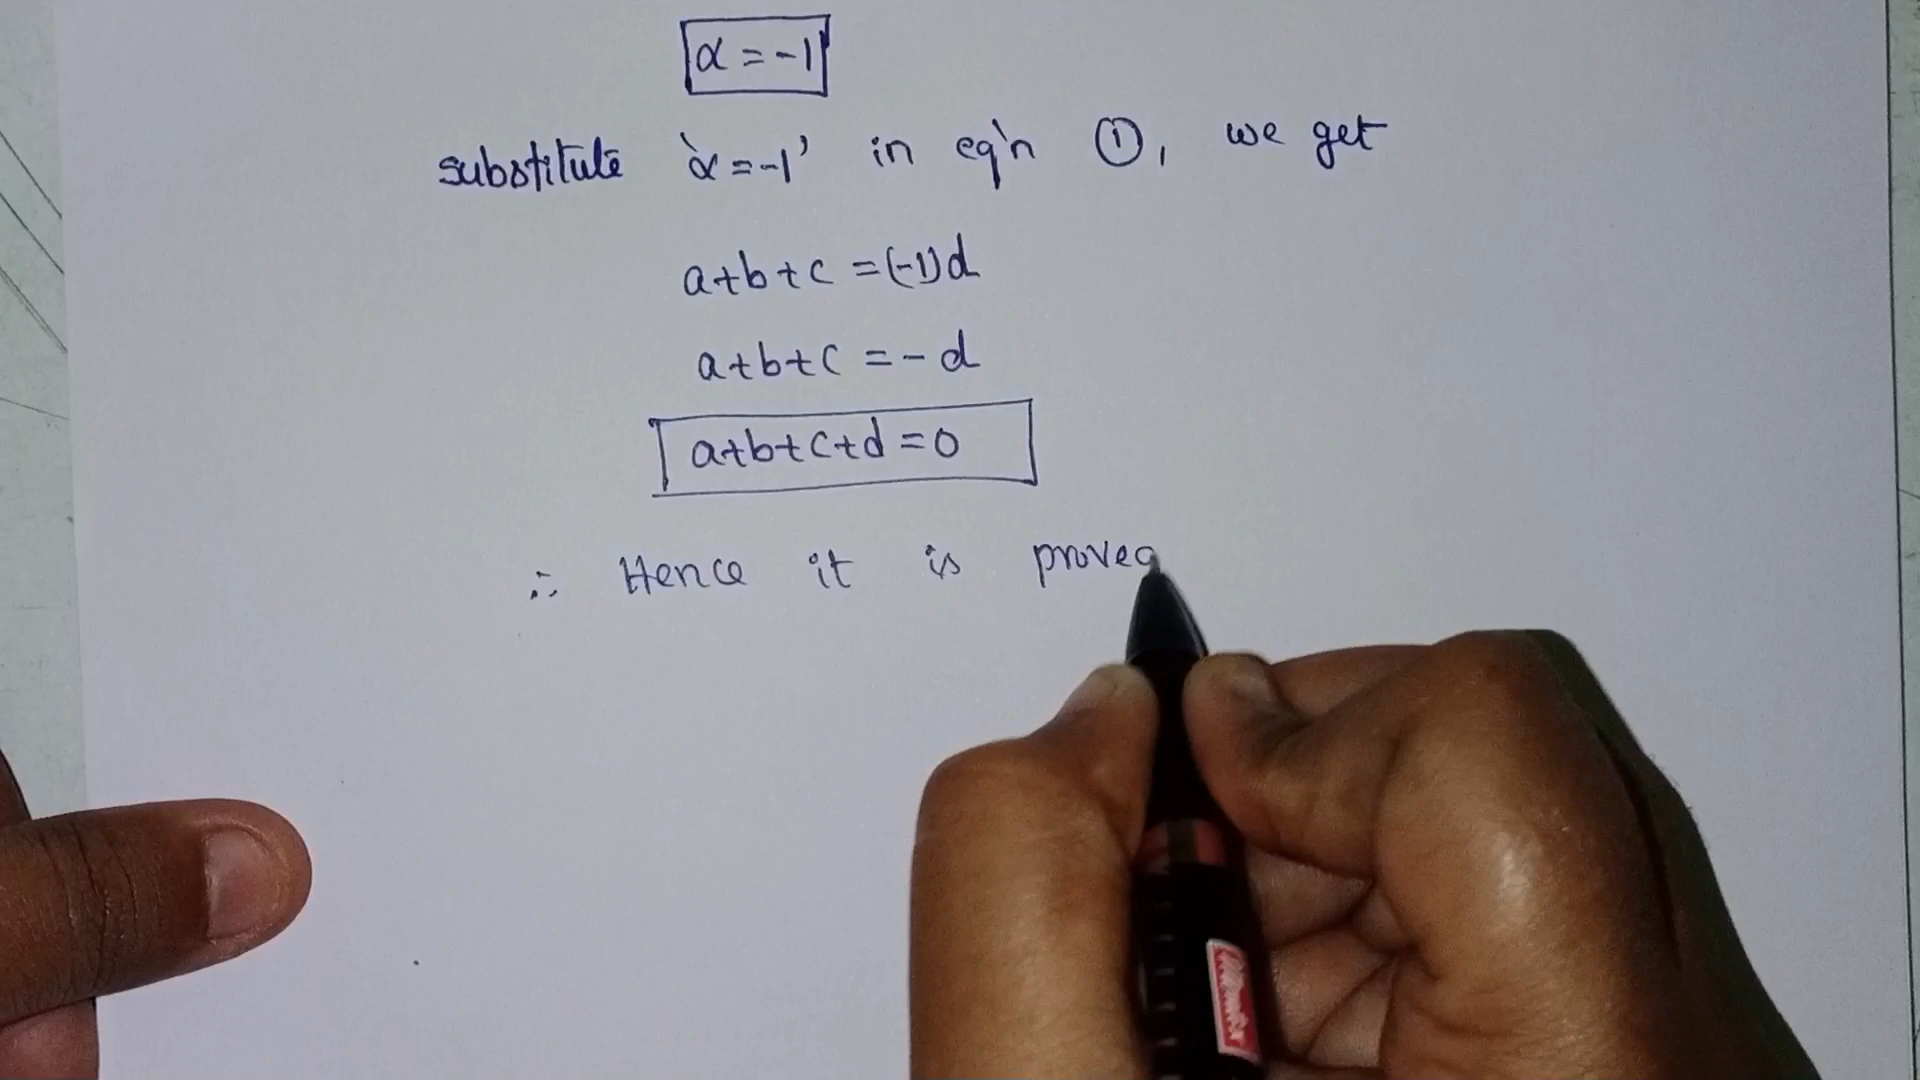 α = -1
substitute 'α = -1' in eq'n ①, we get
a+b+c = (-1)d
a+b+c = -d
a+b+c+d = 0
∴ Hence it is proved